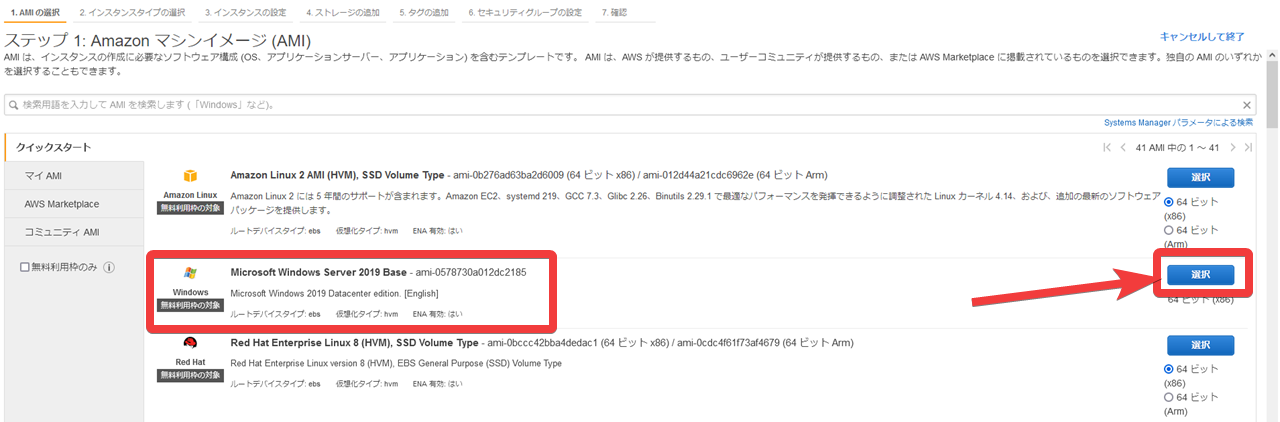 1. AMI の選択 2. インスタンスタイプの選択 3. インスタンスの設定 4. ストレージの追加 5. タグの追加 6. セキュリティグループの設定 7. 確認
ステップ 1: Amazon マシンイメージ (AMI)
キャンセルして終了
AMI は、インスタンスの作成に必要なソフトウェア構成 (OS、アプリケーションサーバー、アプリケーション) を含むテンプレートです。 AMI は、AWS が提供するもの、ユーザーコミュニティが提供するもの、または AWS Marketplace に掲載されているものを選択できます。独自の AMI のいずれか
を選択することもできます。
検索用語を入力して AMI を検索します (「Windows」など)。
Systems Manager パラメータによる検索
クイックスタート
41 AMI 中の 1 ～ 41
マイ AMI
AWS Marketplace
コミュニティ AMI
無料利用枠のみ
Amazon Linux
無料利用枠の対象
Amazon Linux 2 AMI (HVM), SSD Volume Type - ami-0b276ad63ba2d6009 (64 ビット x86) / ami-012d44a21cdc6962e (64 ビット Arm)
Amazon Linux 2 には 5 年間のサポートが含まれます。Amazon EC2、systemd 219、GCC 7.3、Glibc 2.26、Binutils 2.29.1 で最適なパフォーマンスを発揮できるように調整された Linux カーネル 4.14、および、追加の最新のソフトウェア
パッケージを提供します。
ルートデバイスタイプ: ebs 仮想化タイプ: hvm ENA 有効: はい
選択
64 ビット
(x86)
64 ビット
(Arm)
Windows
無料利用枠の対象
Microsoft Windows Server 2019 Base - ami-0578730a012dc2185
Microsoft Windows 2019 Datacenter edition. [English]
ルートデバイスタイプ: ebs 仮想化タイプ: hvm ENA 有効: はい
選択
64 ビット (x86)
Red Hat
無料利用枠の対象
Red Hat Enterprise Linux 8 (HVM), SSD Volume Type - ami-0bccc42bba4dedac1 (64 ビット x86) / ami-0cdc4f61f73af4679 (64 ビット Arm)
Red Hat Enterprise Linux version 8 (HVM), EBS General Purpose (SSD) Volume Type
ルートデバイスタイプ: ebs 仮想化タイプ: hvm ENA 有効: はい
選択
64 ビット
(x86)
64 ビット
(Arm)